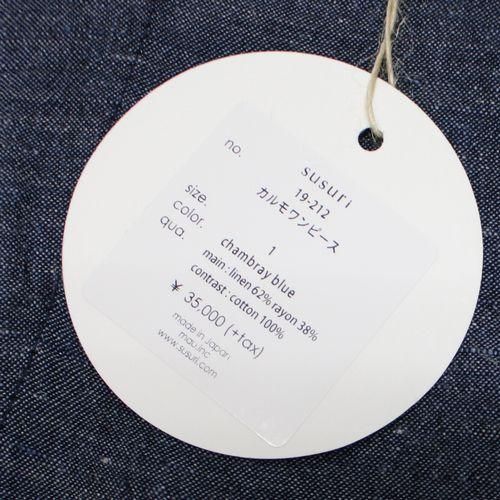 susuri
no. 19-212
カルモワンピース
size. 1
color. chambray blue
qua. main : linen 62% rayon 38%
contrast : cotton 100%
¥ 35,000 (+tax)
made in Japan
mau.inc
www.susuri.com